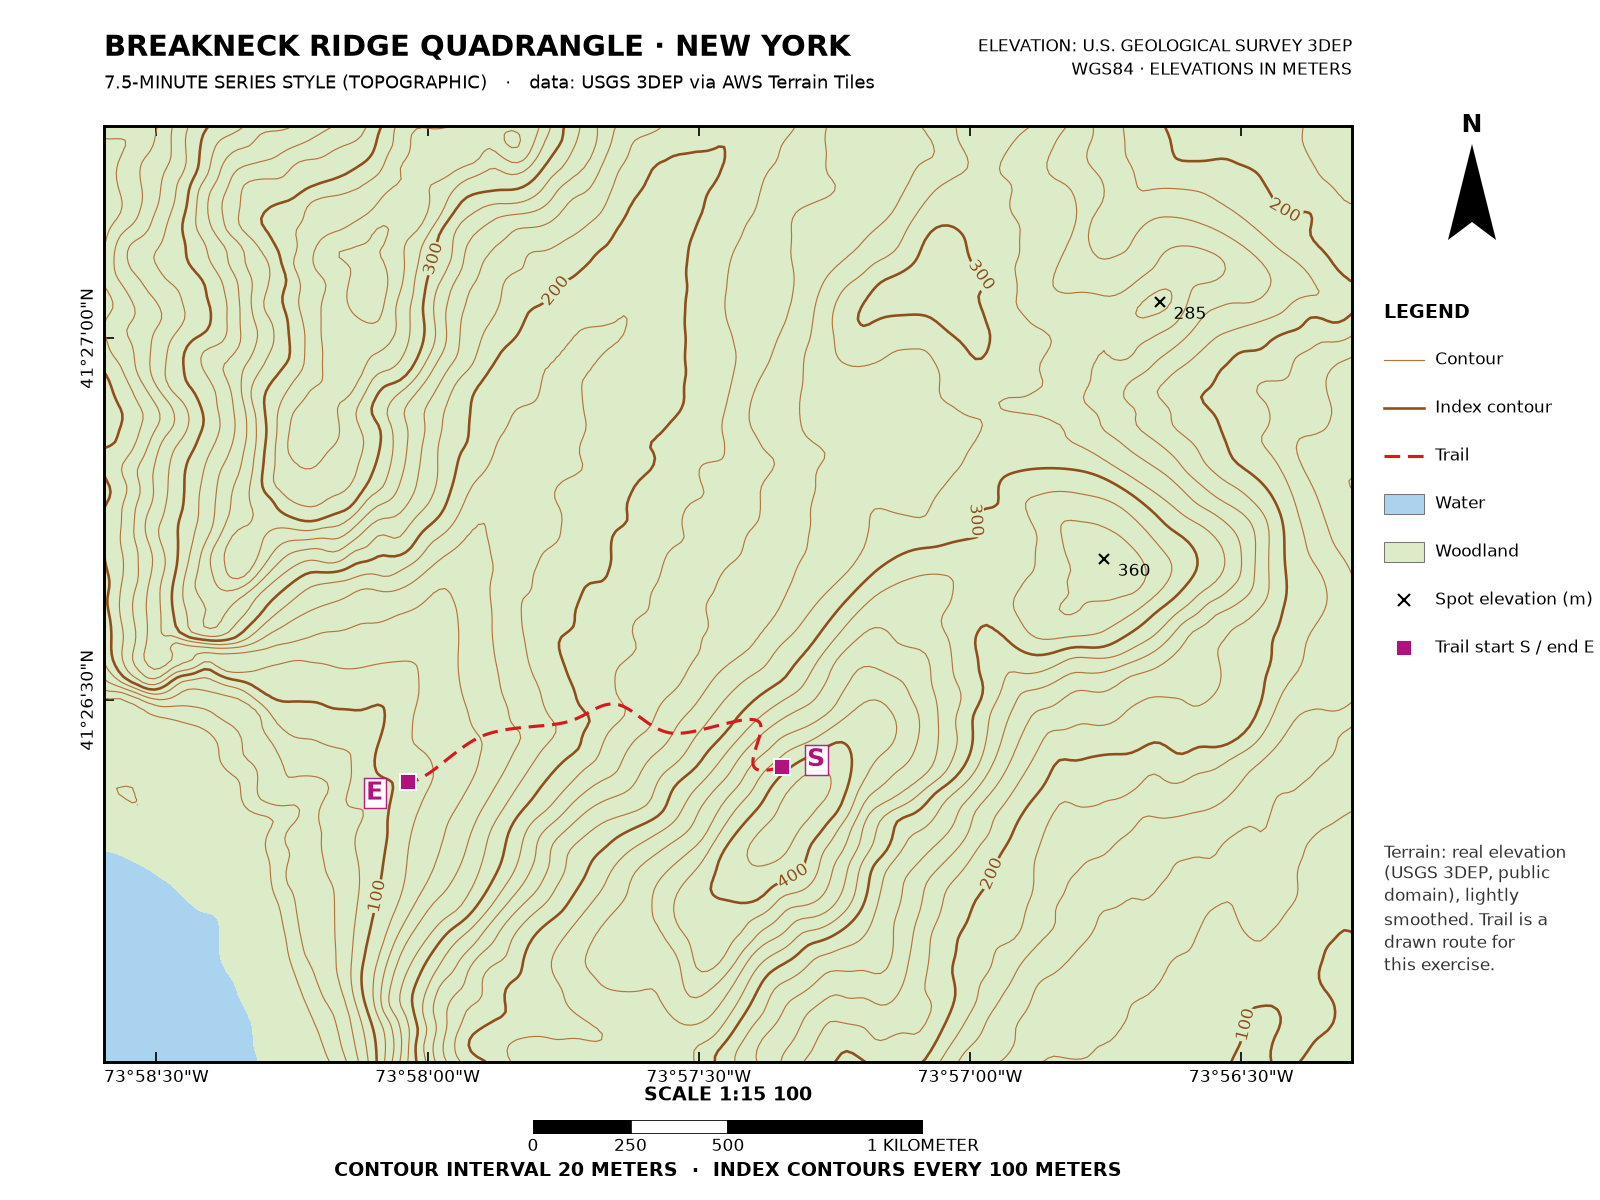 BREAKNECK RIDGE QUADRANGLE · NEW YORK
7.5-MINUTE SERIES STYLE (TOPOGRAPHIC) · data: USGS 3DEP via AWS Terrain Tiles
ELEVATION: U.S. GEOLOGICAL SURVEY 3DEP
WGS84 · ELEVATIONS IN METERS
N
200
300
200
300
285
41°27'00"N
300
360
41°26'30"N
S
E
400
200
100
100
73°58'30"W
73°58'00"W
73°57'30"W
73°57'00"W
73°56'30"W
LEGEND
Contour
Index contour
Trail
Water
Woodland
Spot elevation (m)
Trail start S / end E
Terrain: real elevation
(USGS 3DEP, public
domain), lightly
smoothed. Trail is a
drawn route for
this exercise.
SCALE 1:15 100
0
250
500
1 KILOMETER
CONTOUR INTERVAL 20 METERS · INDEX CONTOURS EVERY 100 METERS